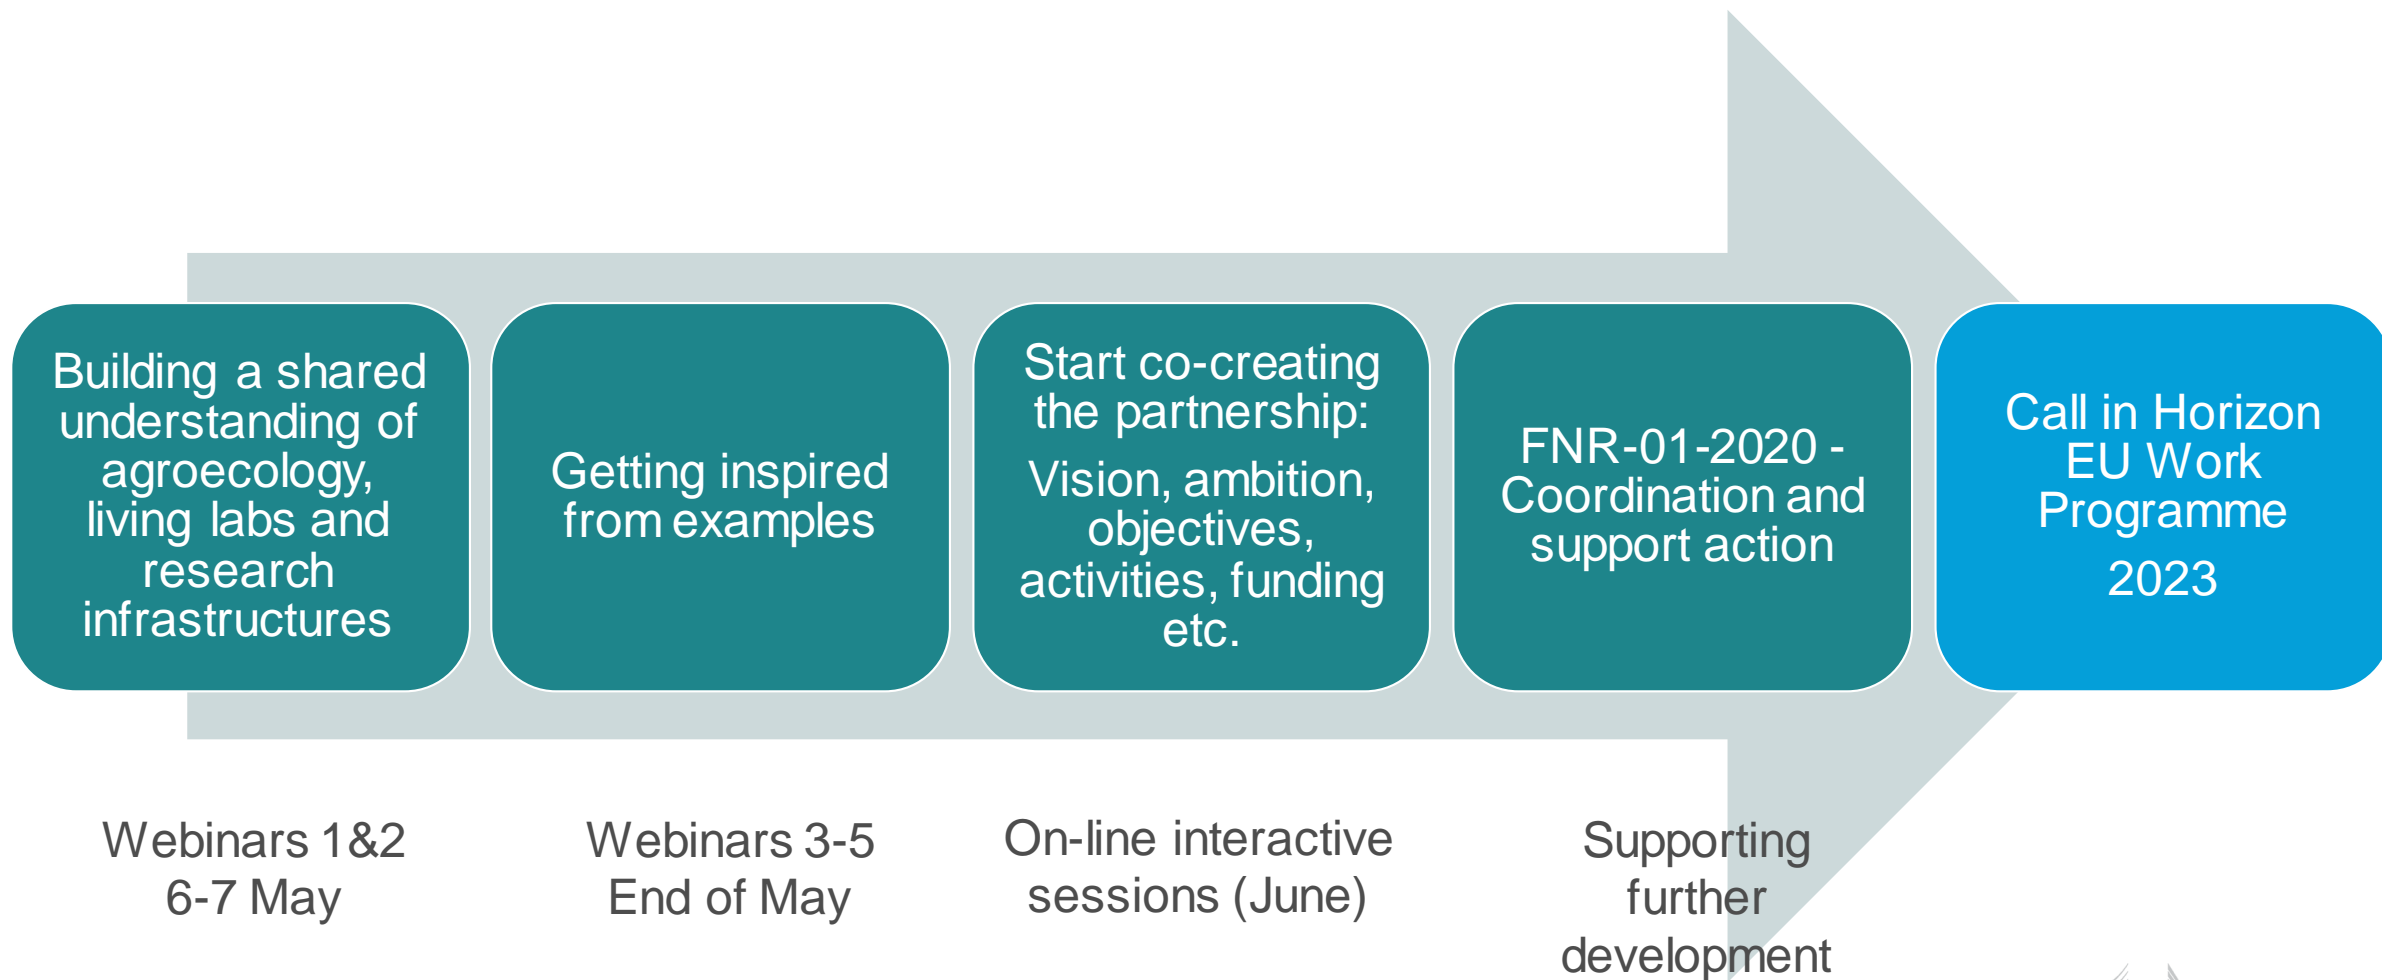 Building a shared
understanding of
agroecology,
living labs and
research
infrastructures
Getting inspired
from examples
Start co-creating
the partnership:
Vision, ambition,
objectives,
activities, funding
etc.
FNR-01-2020 -
Coordination and
support action
Call in Horizon
EU Work
Programme
2023
Webinars 1&2
6-7 May
Webinars 3-5
End of May
On-line interactive
sessions (June)
Supporting
further
development